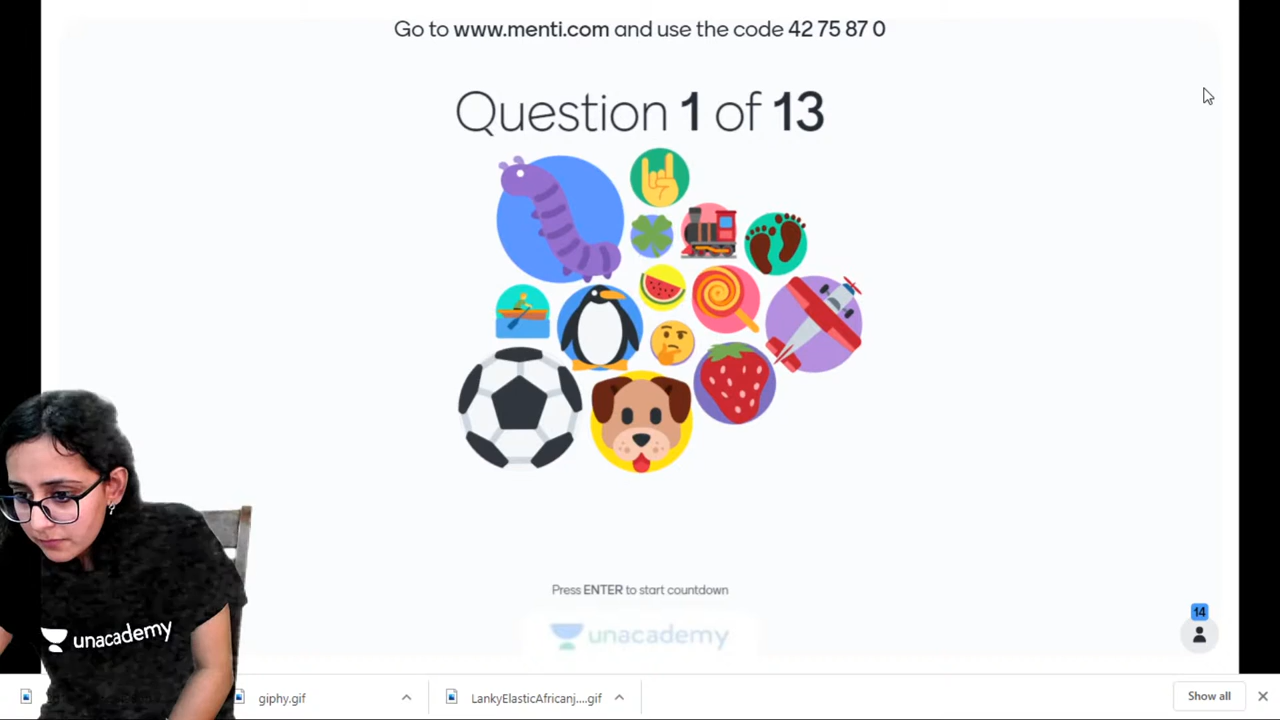 Go to www.menti.com and use the code 42 75 87 0
Question 1 of 13
Press ENTER to start countdown
unacademy
14
unacademy
giphy.gif
LankyElasticAfricanj....gif
Show all